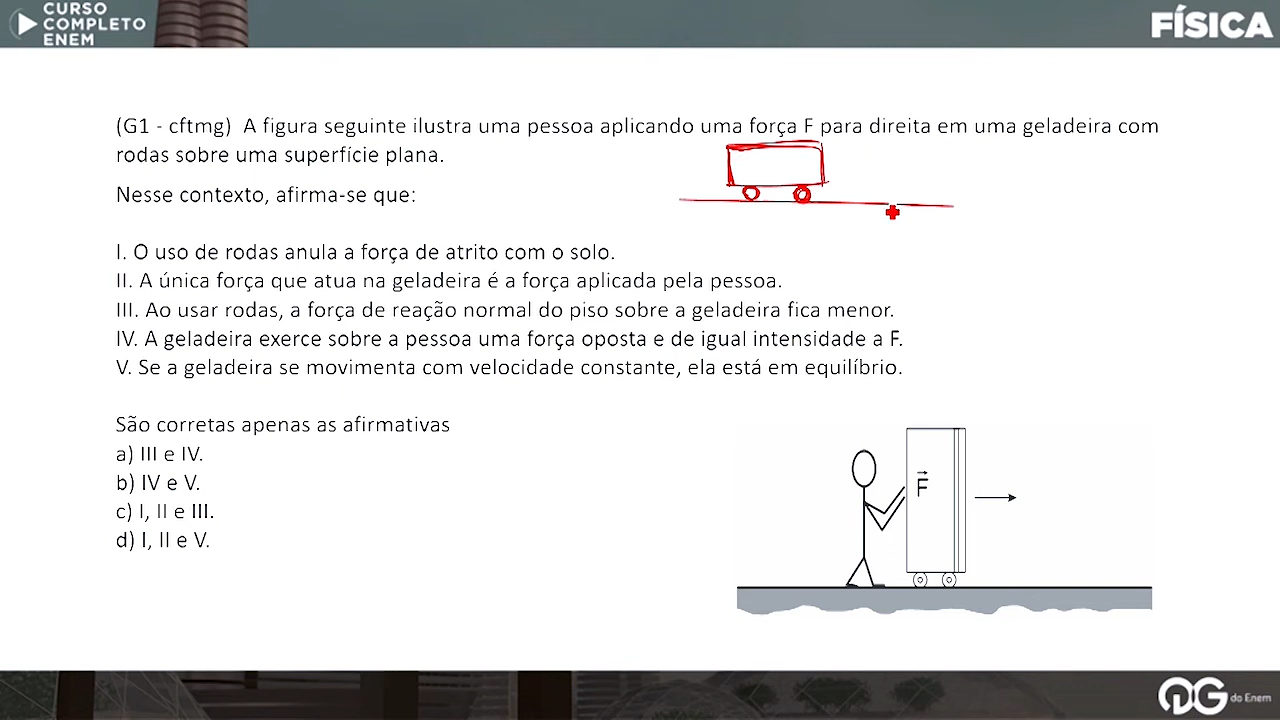 CURSO
COMPLETO
ENEM
FÍSICA
(G1 - cftmg) A figura seguinte ilustra uma pessoa aplicando uma força F para direita em uma geladeira com
rodas sobre uma superfície plana.
Nesse contexto, afirma-se que:
I. O uso de rodas anula a força de atrito com o solo.
II. A única força que atua na geladeira é a força aplicada pela pessoa.
III. Ao usar rodas, a força de reação normal do piso sobre a geladeira fica menor.
IV. A geladeira exerce sobre a pessoa uma força oposta e de igual intensidade a F.
V. Se a geladeira se movimenta com velocidade constante, ela está em equilíbrio.
São corretas apenas as afirmativas
a) III e IV.
b) IV e V.
c) I, II e III.
d) I, II e V.
F
QG do Enem